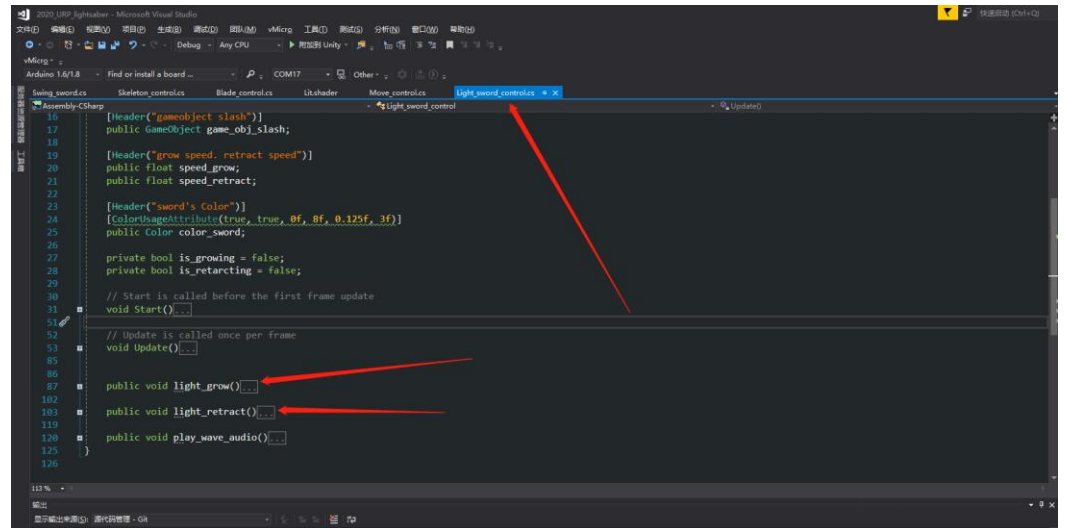 2020_URP_lightsaber - Microsoft Visual Studio
快速启动 (Ctrl+Q)
文件(F) 编辑(E) 视图(V) 项目(P) 生成(B) 调试(D) 团队(M) vMicro 工具(T) 测试(S) 分析(N) 窗口(W) 帮助(H)
Debug Any CPU 附加到 Unity
vMicro
Arduino 1.6/1.8 Find or install a board ... COM17 Other
Swing_sword.cs Skeleton_control.cs Blade_control.cs Lit.shader Move_control.cs Light_sword_control.cs
Assembly-CSharp Light_sword_control Update()
工具箱
16 [Header("gameobject slash")]
17 public GameObject game_obj_slash;
18
19 [Header("grow speed. retract speed")]
20 public float speed_grow;
21 public float speed_retract;
22
23 [Header("sword's Color")]
24 [ColorUsageAttribute(true, true, 0f, 8f, 0.125f, 3f)]
25 public Color color_sword;
26
27 private bool is_growing = false;
28 private bool is_retarcting = false;
29
30 // Start is called before the first frame update
31 void Start()...
51
52 // Update is called once per frame
53 void Update()...
85
86
87 public void light_grow()...
102
103 public void light_retract()...
119
120 public void play_wave_audio()...
125 }
126
113 %
输出
显示输出来源(S): 源代码管理 - Git